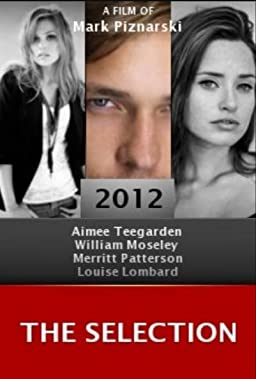 A FILM OF
Mark Piznarski
2012
Aimee Teegarden
William Moseley
Merritt Patterson
Louise Lombard
THE SELECTION